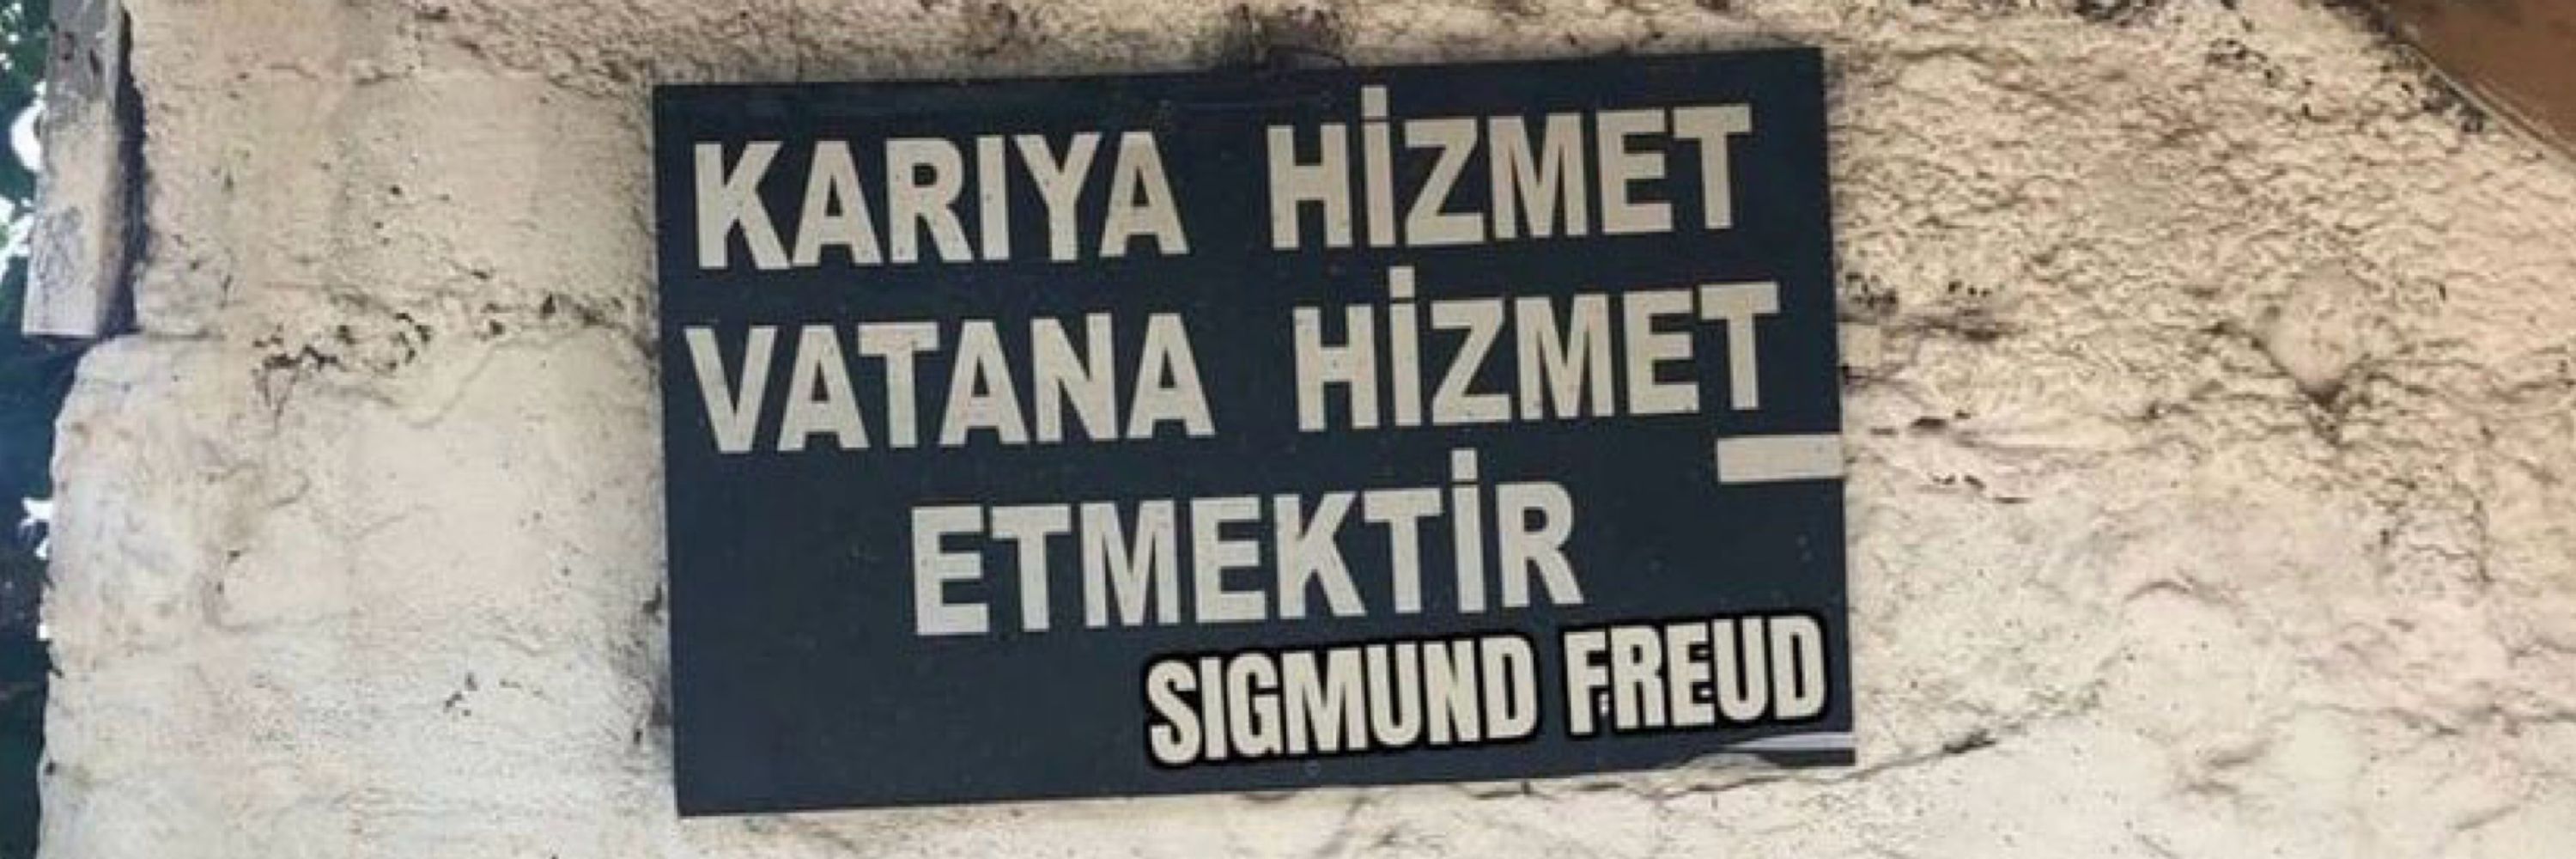 KARIYA HİZMET
VATANA HİZMET
ETMEKTİR
SIGMUND FREUD